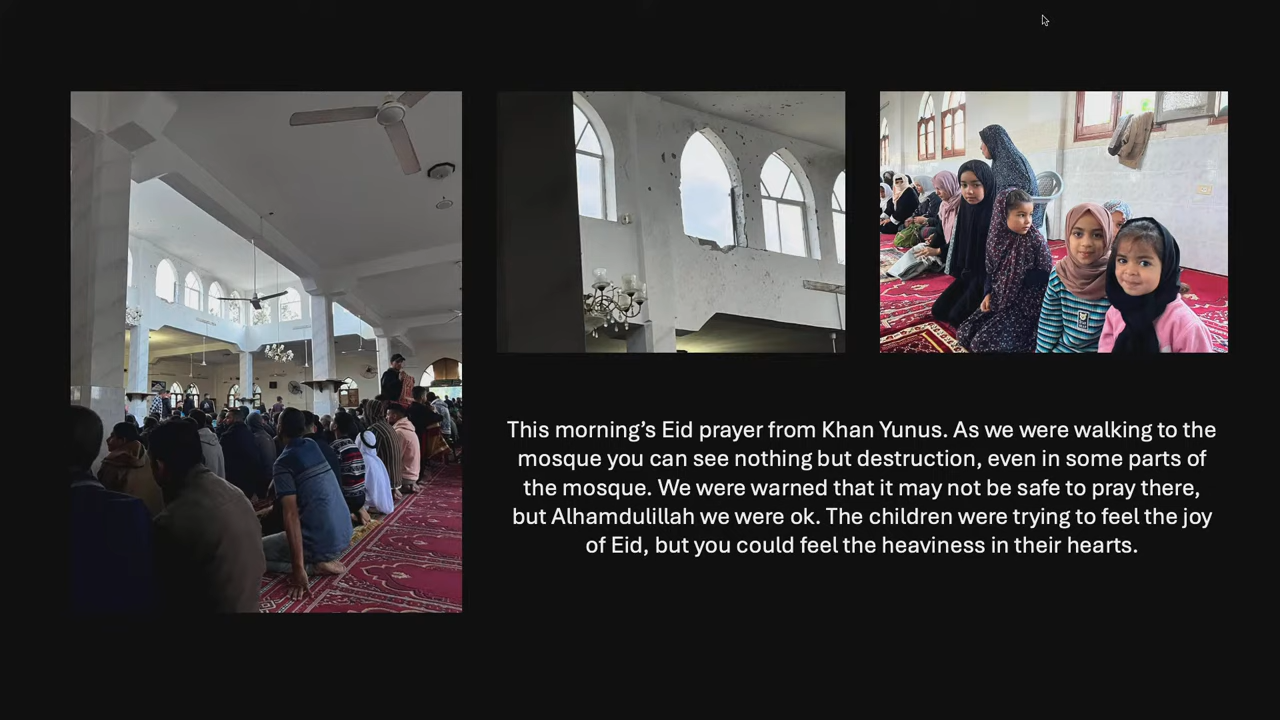 This morning’s Eid prayer from Khan Yunus. As we were walking to the
mosque you can see nothing but destruction, even in some parts of
the mosque. We were warned that it may not be safe to pray there,
but Alhamdulillah we were ok. The children were trying to feel the joy
of Eid, but you could feel the heaviness in their hearts.